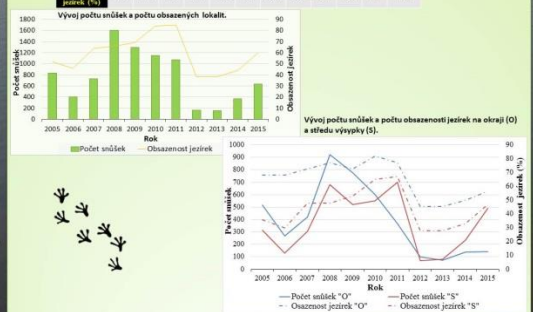 jezírek (%)
Vývoj počtu snůšek a počtu obsazených lokalit.
Počet snůšek
1800
1600
1400
1200
1000
800
600
400
200
0
90
80
70
60
50
40
30
20
10
0
Obsazenost jezírek
2005 2006 2007 2008 2009 2010 2011 2012 2013 2014 2015
Rok
Počet snůšek Obsazenost jezírek
Vývoj počtu snůšek a počtu obsazenosti jezírek na okraji (O)
a středu výsypky (S).
Počet snůšek
1000
900
800
700
600
500
400
300
200
100
0
90
80
70
60
50
40
30
20
10
0
Obsazenost jezírek (%)
2005 2006 2007 2008 2009 2010 2011 2012 2013 2014 2015
Rok
Počet snůšek "O" Počet snůšek "S"
Osazenost jezírek "O" Obsazenost jezírek "S"